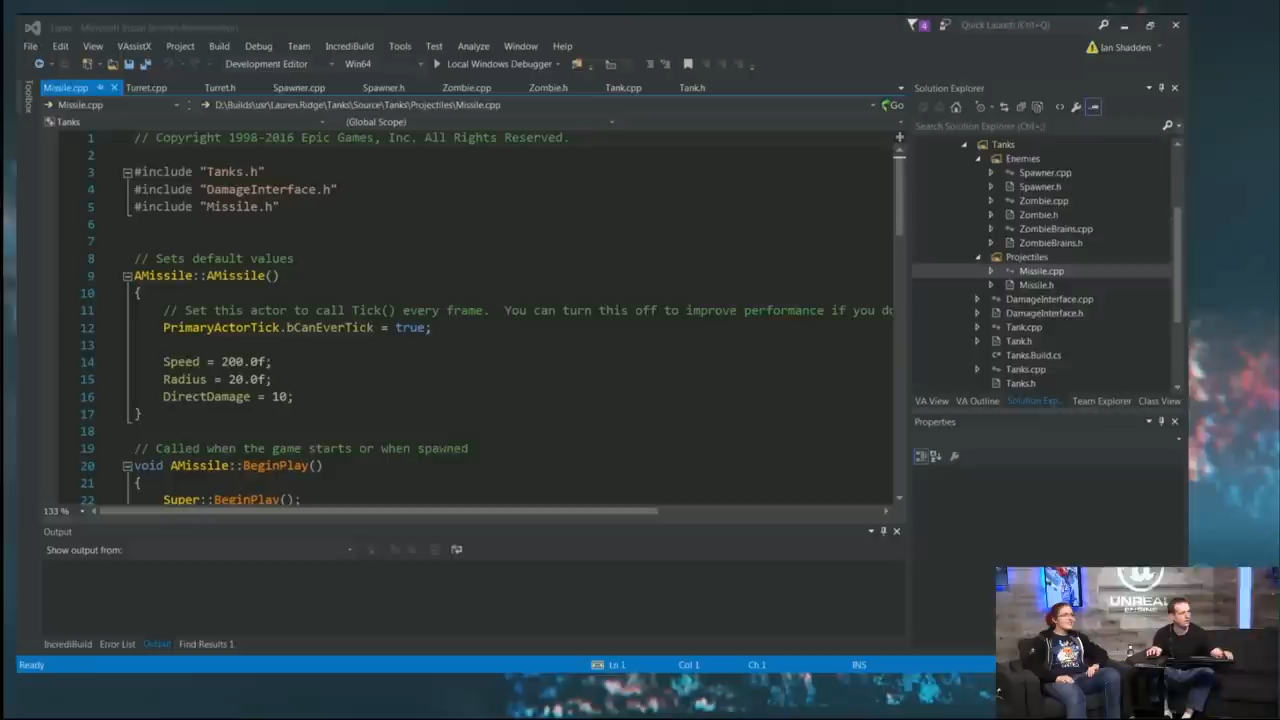 Tanks - Microsoft Visual Studio (Administrator)
4
Quick Launch (Ctrl+Q)
File Edit View VAssistX Project Build Debug Team IncrediBuild Tools Test Analyze Window Help
Ian Shadden
Development Editor Win64 Local Windows Debugger
Toolbox
Missile.cpp Turret.cpp Turret.h Spawner.cpp Spawner.h Zombie.cpp Zombie.h Tank.cpp Tank.h
Missile.cpp D:\Builds\usr\Lauren.Ridge\Tanks\Source\Tanks\Projectiles\Missile.cpp Go
Tanks (Global Scope)
1 // Copyright 1998-2016 Epic Games, Inc. All Rights Reserved.
2
3 #include "Tanks.h"
4 #include "DamageInterface.h"
5 #include "Missile.h"
6
7
8 // Sets default values
9 AMissile::AMissile()
10 {
11 // Set this actor to call Tick() every frame.  You can turn this off to improve performance if you do
12 PrimaryActorTick.bCanEverTick = true;
13
14 Speed = 200.0f;
15 Radius = 20.0f;
16 DirectDamage = 10;
17 }
18
19 // Called when the game starts or when spawned
20 void AMissile::BeginPlay()
21 {
22 Super::BeginPlay();
133 %
Solution Explorer
Search Solution Explorer (Ctrl+;)
Tanks
Enemies
Spawner.cpp
Spawner.h
Zombie.cpp
Zombie.h
ZombieBrains.cpp
ZombieBrains.h
Projectiles
Missile.cpp
Missile.h
DamageInterface.cpp
DamageInterface.h
Tank.cpp
Tank.h
Tanks.Build.cs
Tanks.cpp
Tanks.h
VA View VA Outline Solution Exp... Team Explorer Class View
Properties
Output
Show output from:
IncrediBuild Error List Output Find Results 1
Ready Ln 1 Col 1 Ch 1 INS
UNREAL
ENGINE